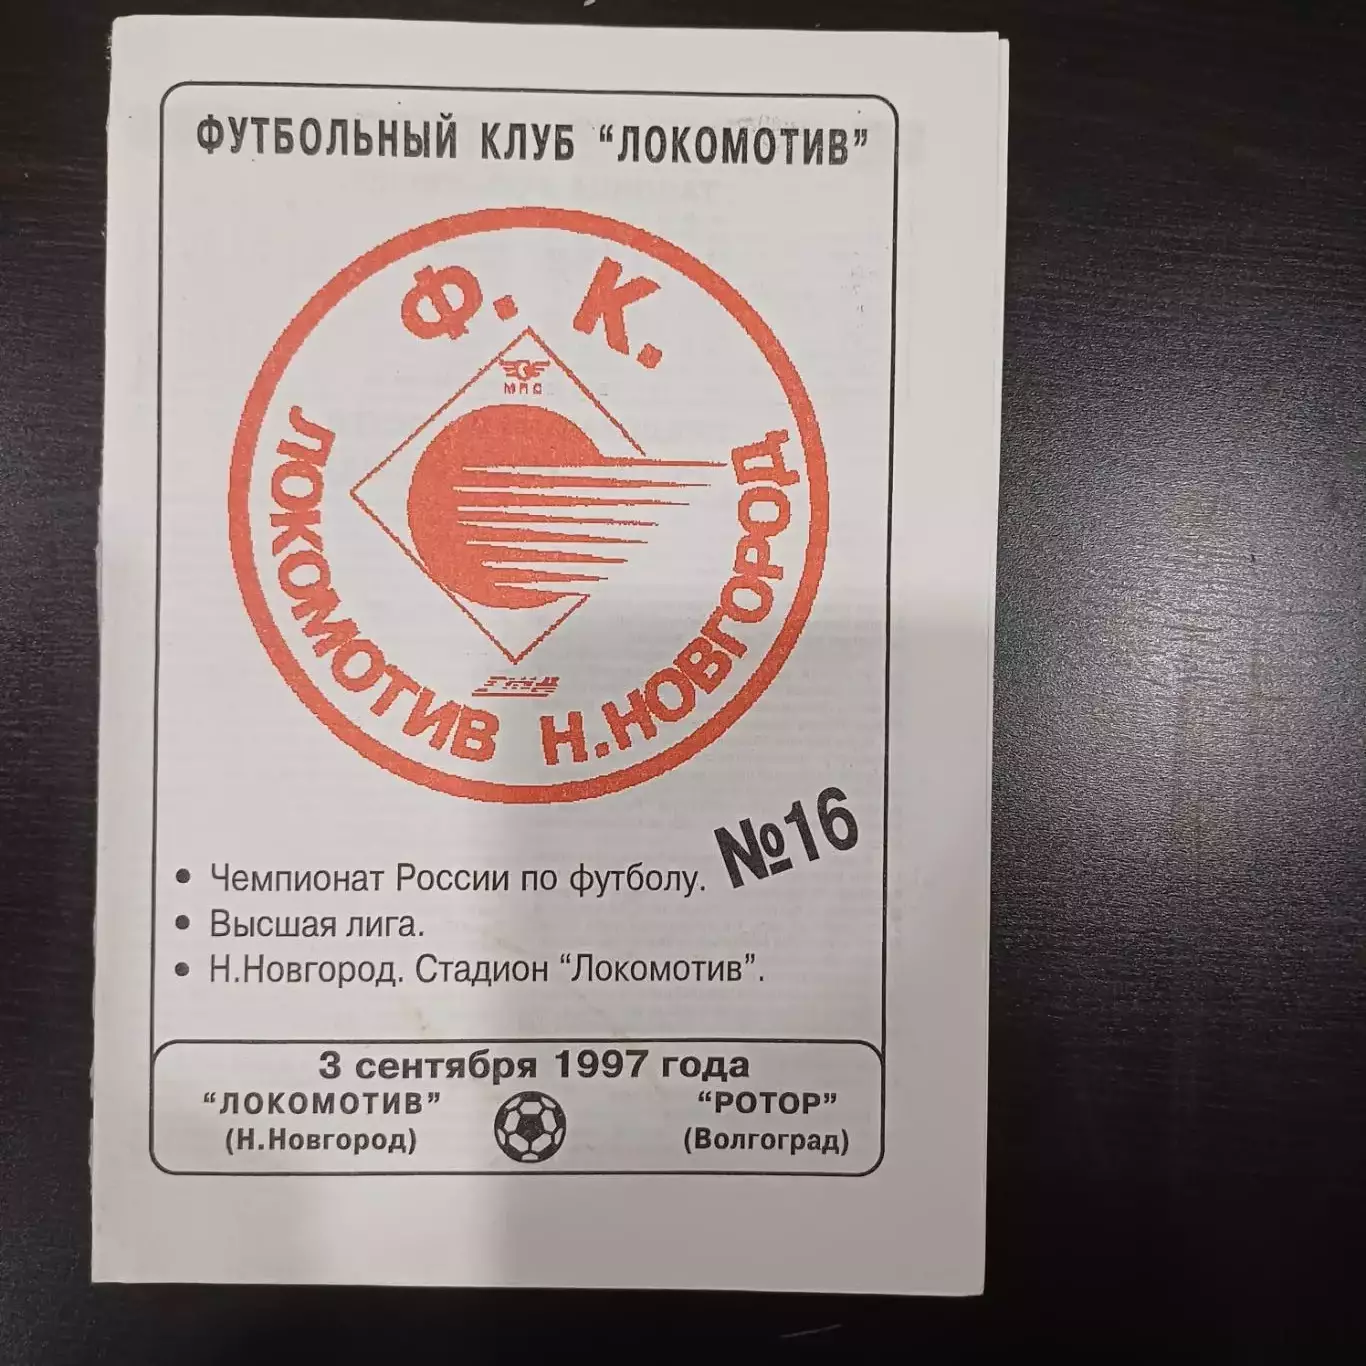 ФУТБОЛЬНЫЙ КЛУБ “ЛОКОМОТИВ”
Ф. К.
МПС
ЛОКОМОТИВ Н.НОВГОРОД
№16
• Чемпионат России по футболу.
• Высшая лига.
• Н.Новгород. Стадион “Локомотив”.
3 сентября 1997 года
“ЛОКОМОТИВ” “РОТОР”
(Н.Новгород) (Волгоград)